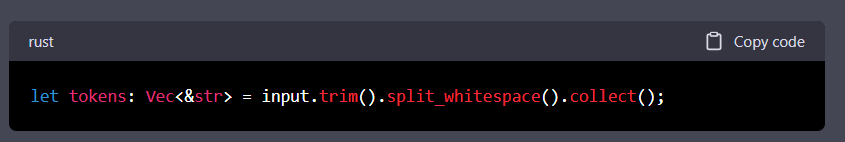 rust
Copy code
let tokens: Vec<&str> = input.trim().split_whitespace().collect();